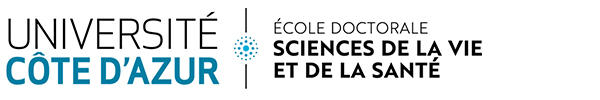 UNIVERSITÉ
CÔTE D'AZUR
ÉCOLE DOCTORALE
SCIENCES DE LA VIE
ET DE LA SANTÉ